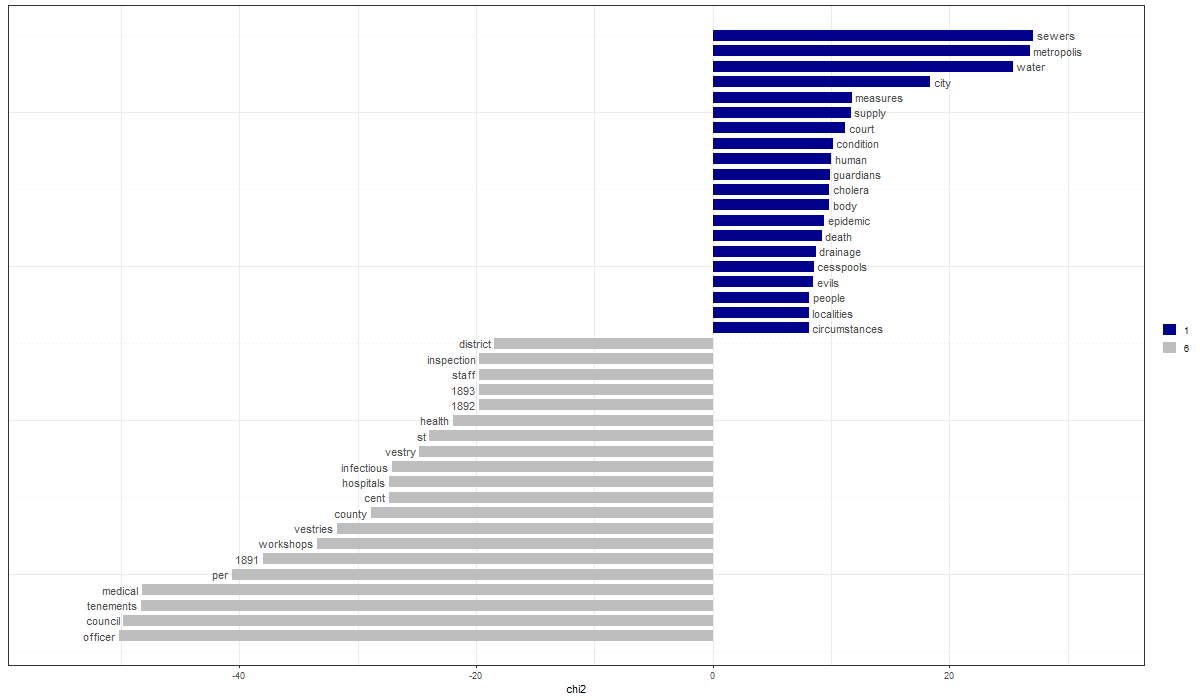 sewers
metropolis
water
city
measures
supply
court
condition
human
guardians
cholera
body
epidemic
death
drainage
cesspools
evils
people
localities
circumstances
district
inspection
staff
1893
1892
health
st
vestry
infectious
hospitals
cent
county
vestries
workshops
1891
per
medical
tenements
council
officer
1
6
-40 -20 0 20
chi2